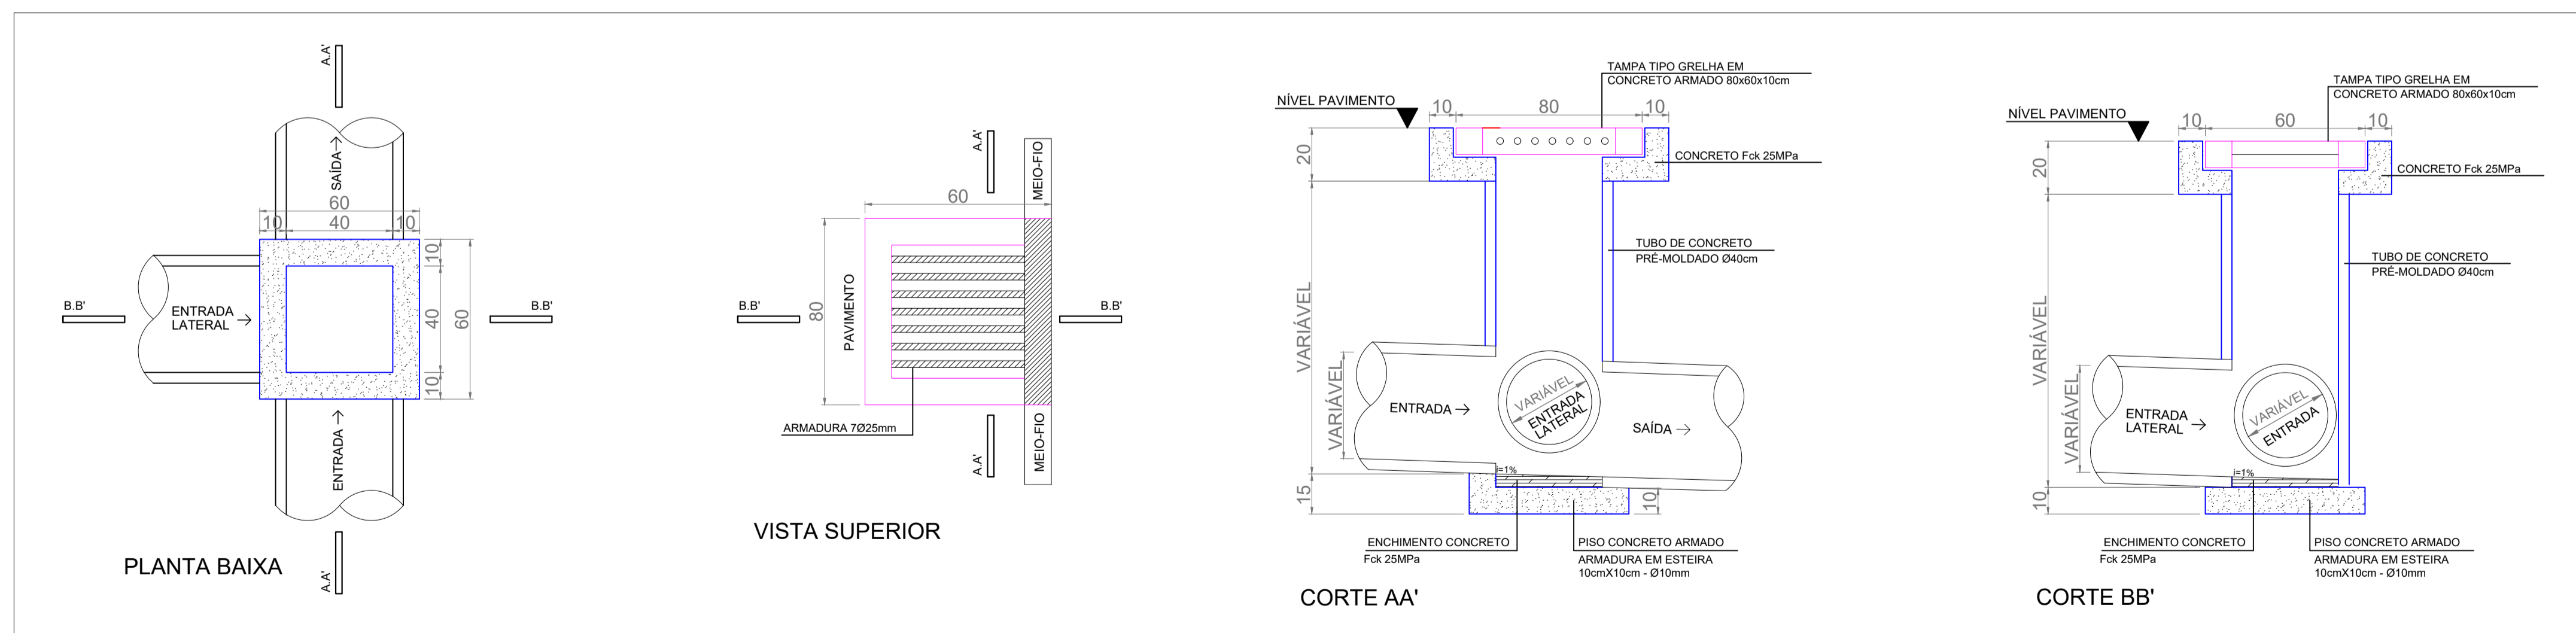 A.A'
SAÍDA
60
10
40
10
10
40
60
10
B.B'
ENTRADA
LATERAL
B.B'
ENTRADA
A.A'
PLANTA BAIXA
A.A'
MEIO-FIO
60
B.B'
80
PAVIMENTO
B.B'
ARMADURA 7Ø25mm
A.A'
MEIO-FIO
VISTA SUPERIOR
TAMPA TIPO GRELHA EM
CONCRETO ARMADO 80x60x10cm
NÍVEL PAVIMENTO
10
80
10
20
CONCRETO Fck 25MPa
TUBO DE CONCRETO
PRÉ-MOLDADO Ø40cm
VARIÁVEL
VARIÁVEL
ENTRADA
VARIÁVEL
ENTRADA
LATERAL
SAÍDA
i=1%
15
10
ENCHIMENTO CONCRETO
Fck 25MPa
PISO CONCRETO ARMADO
ARMADURA EM ESTEIRA
10cmX10cm - Ø10mm
CORTE AA'
TAMPA TIPO GRELHA EM
CONCRETO ARMADO 80x60x10cm
NÍVEL PAVIMENTO
10
60
10
20
CONCRETO Fck 25MPa
TUBO DE CONCRETO
PRÉ-MOLDADO Ø40cm
VARIÁVEL
VARIÁVEL
ENTRADA
LATERAL
VARIÁVEL
ENTRADA
i=1%
10
ENCHIMENTO CONCRETO
Fck 25MPa
PISO CONCRETO ARMADO
ARMADURA EM ESTEIRA
10cmX10cm - Ø10mm
CORTE BB'